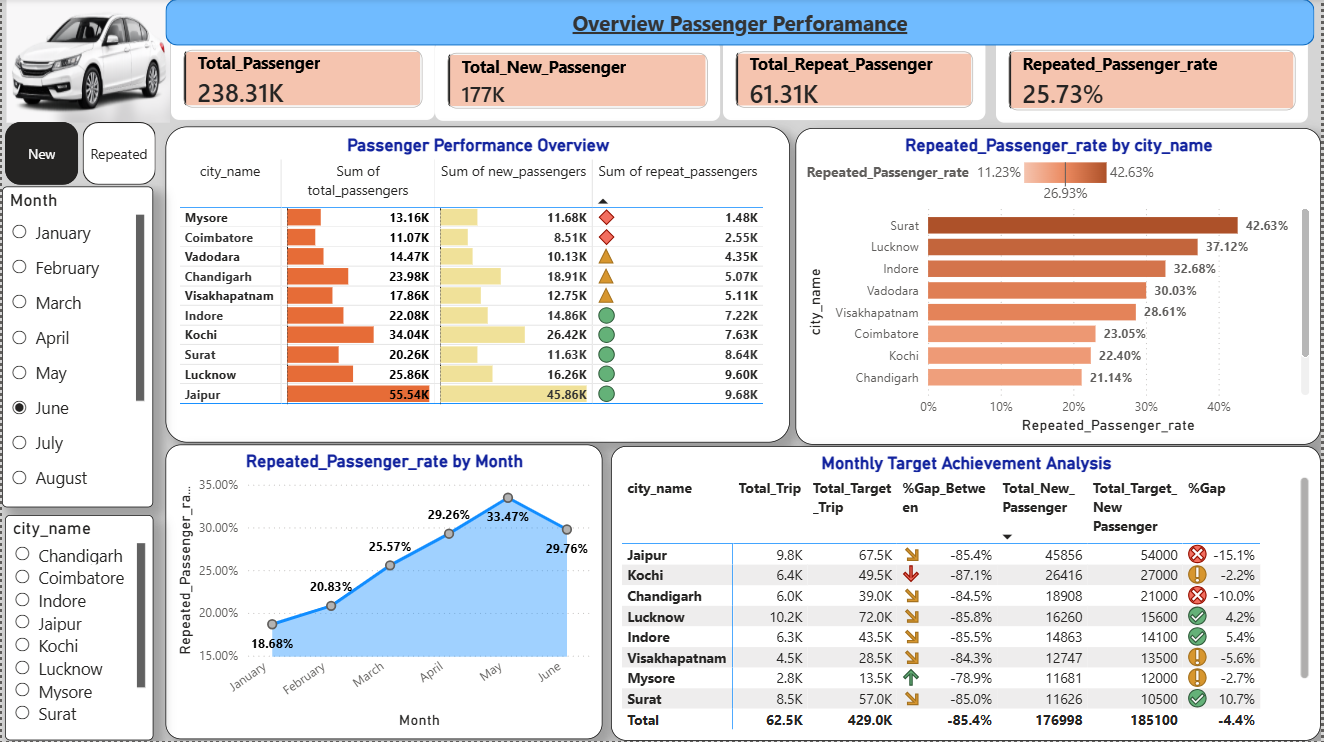 Overview Passenger Perforamance
Total_Passenger
238.31K
Total_New_Passenger
177K
Total_Repeat_Passenger
61.31K
Repeated_Passenger_rate
25.73%
New
Repeated
Month
January
February
March
April
May
June
July
August
city_name
Chandigarh
Coimbatore
Indore
Jaipur
Kochi
Lucknow
Mysore
Surat
Passenger Performance Overview
city_name Sum of total_passengers Sum of new_passengers Sum of repeat_passengers
Mysore 13.16K 11.68K 1.48K
Coimbatore 11.07K 8.51K 2.55K
Vadodara 14.47K 10.13K 4.35K
Chandigarh 23.98K 18.91K 5.07K
Visakhapatnam 17.86K 12.75K 5.11K
Indore 22.08K 14.86K 7.22K
Kochi 34.04K 26.42K 7.63K
Surat 20.26K 11.63K 8.64K
Lucknow 25.86K 16.26K 9.60K
Jaipur 55.54K 45.86K 9.68K
Repeated_Passenger_rate by city_name
Repeated_Passenger_rate 11.23% 42.63%
26.93%
city_name
Surat 42.63%
Lucknow 37.12%
Indore 32.68%
Vadodara 30.03%
Visakhapatnam 28.61%
Coimbatore 23.05%
Kochi 22.40%
Chandigarh 21.14%
0% 10% 20% 30% 40%
Repeated_Passenger_rate
Repeated_Passenger_rate by Month
Repeated_Passenger_ra...
35.00%
30.00%
25.00%
20.00%
15.00%
18.68%
20.83%
25.57%
29.26%
33.47%
29.76%
January February March April May June
Month
Monthly Target Achievement Analysis
city_name Total_Trip Total_Target _Trip %Gap_Betwe en Total_New_ Passenger Total_Target_ New Passenger %Gap
Jaipur 9.8K 67.5K -85.4% 45856 54000 -15.1%
Kochi 6.4K 49.5K -87.1% 26416 27000 -2.2%
Chandigarh 6.0K 39.0K -84.5% 18908 21000 -10.0%
Lucknow 10.2K 72.0K -85.8% 16260 15600 4.2%
Indore 6.3K 43.5K -85.5% 14863 14100 5.4%
Visakhapatnam 4.5K 28.5K -84.3% 12747 13500 -5.6%
Mysore 2.8K 13.5K -78.9% 11681 12000 -2.7%
Surat 8.5K 57.0K -85.0% 11626 10500 10.7%
Total 62.5K 429.0K -85.4% 176998 185100 -4.4%